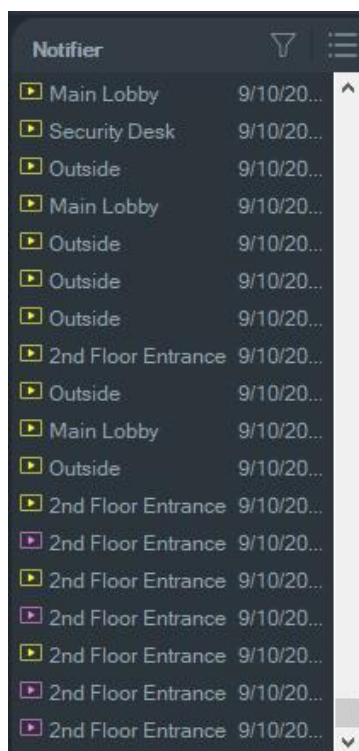 Notifier
Main Lobby 9/10/20...
Security Desk 9/10/20...
Outside 9/10/20...
Main Lobby 9/10/20...
Outside 9/10/20...
Outside 9/10/20...
Outside 9/10/20...
2nd Floor Entrance 9/10/20...
Outside 9/10/20...
Main Lobby 9/10/20...
Outside 9/10/20...
2nd Floor Entrance 9/10/20...
2nd Floor Entrance 9/10/20...
2nd Floor Entrance 9/10/20...
2nd Floor Entrance 9/10/20...
2nd Floor Entrance 9/10/20...
2nd Floor Entrance 9/10/20...
2nd Floor Entrance 9/10/20...